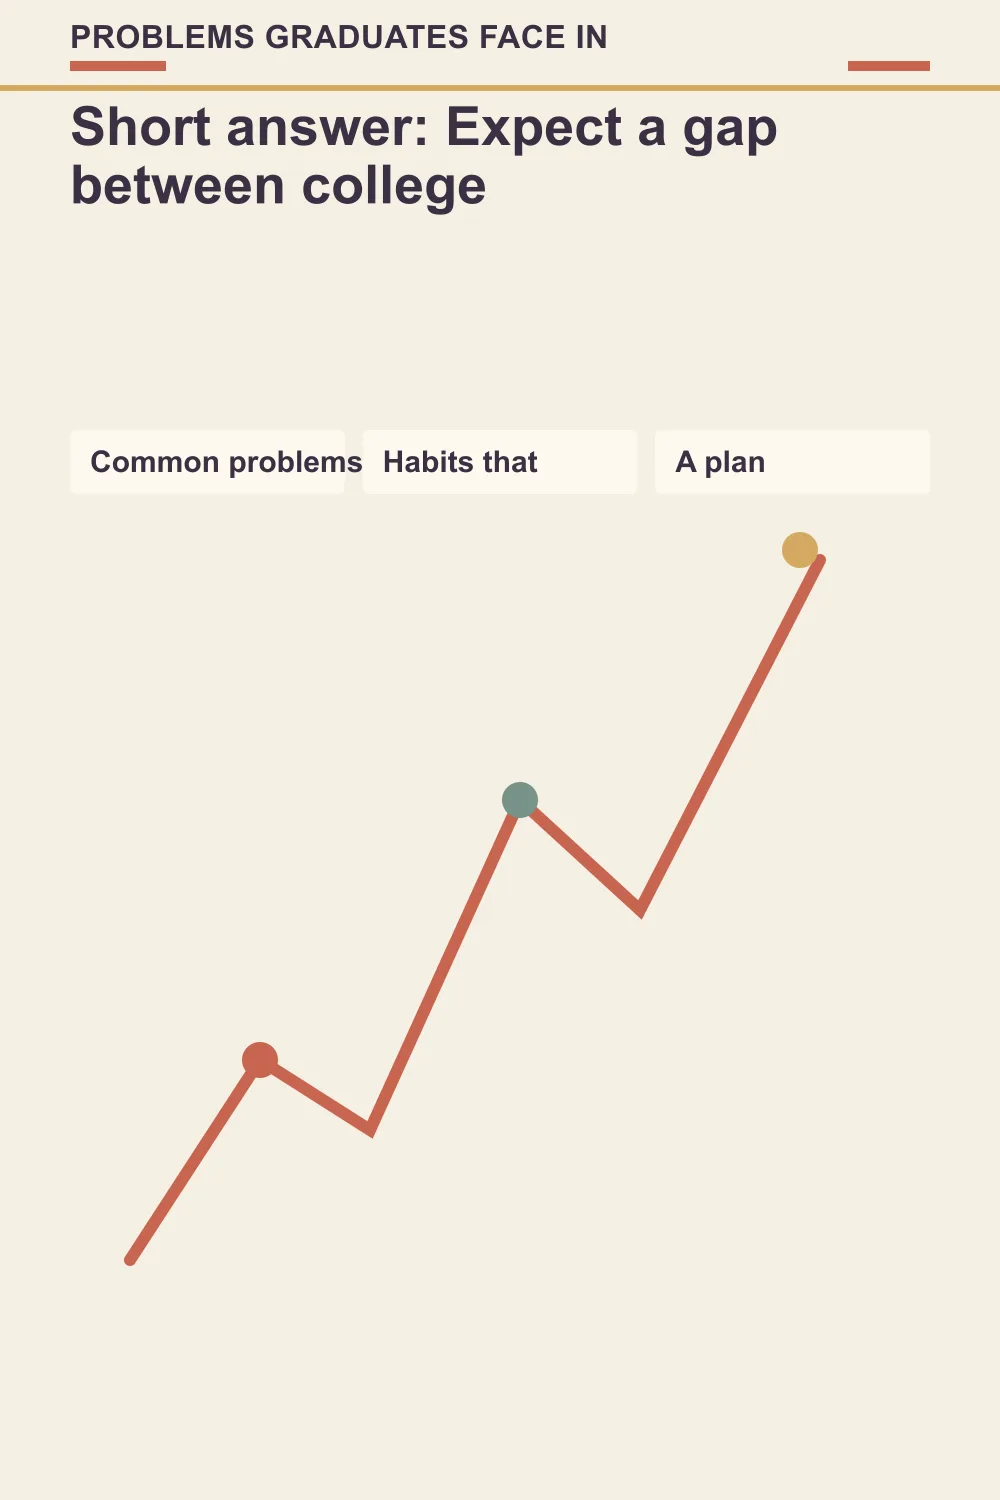 PROBLEMS GRADUATES FACE IN
Short answer: Expect a gap
between college
Common problems
Habits that
A plan